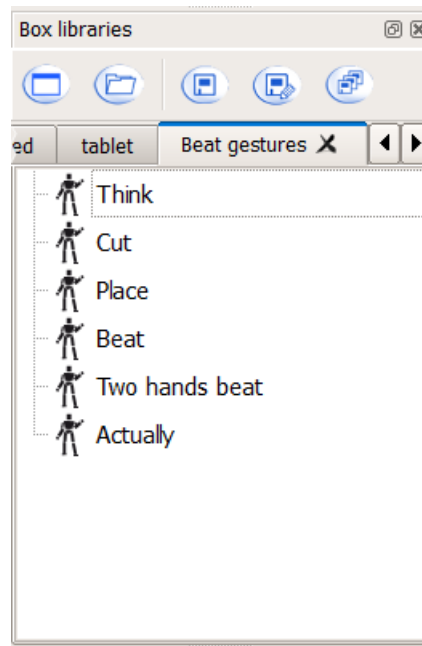 Box libraries
ed tablet Beat gestures
Think
Cut
Place
Beat
Two hands beat
Actually